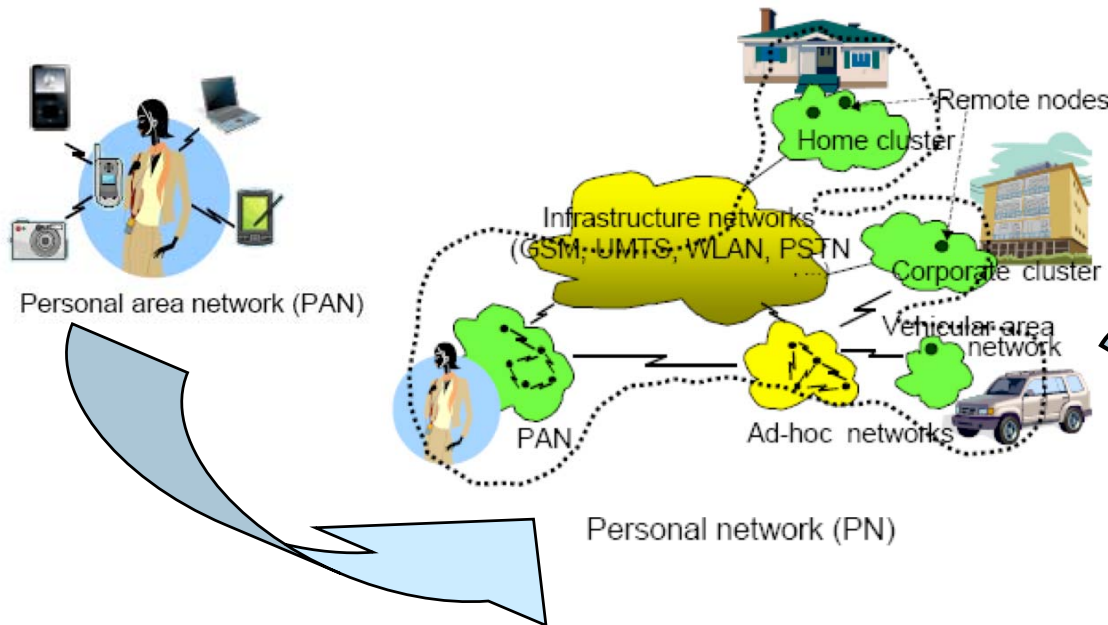 Remote nodes
Home cluster
Infrastructure networks
(GSM, UMTS, WLAN, PSTN)
Corporate cluster
Personal area network (PAN)
Vehicular area
network
PAN
Ad-hoc networks
Personal network (PN)